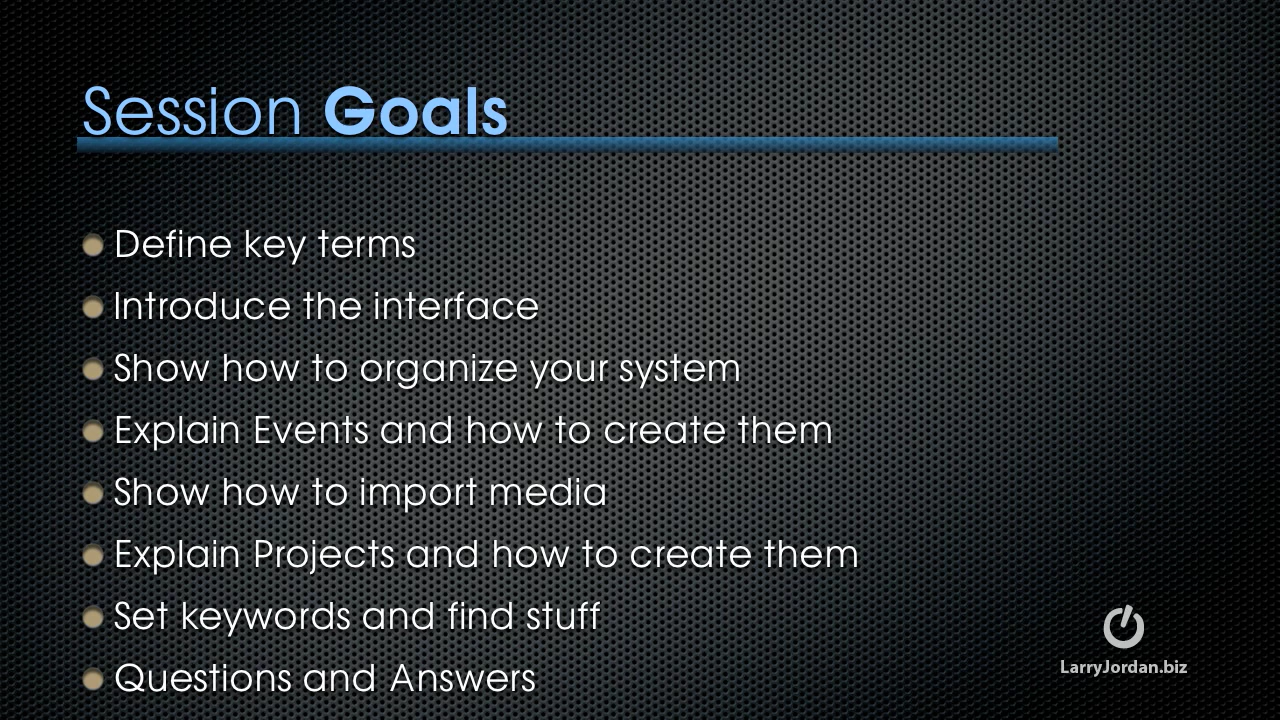 Session Goals
Define key terms
Introduce the interface
Show how to organize your system
Explain Events and how to create them
Show how to import media
Explain Projects and how to create them
Set keywords and find stuff
Questions and Answers
LarryJordan.biz